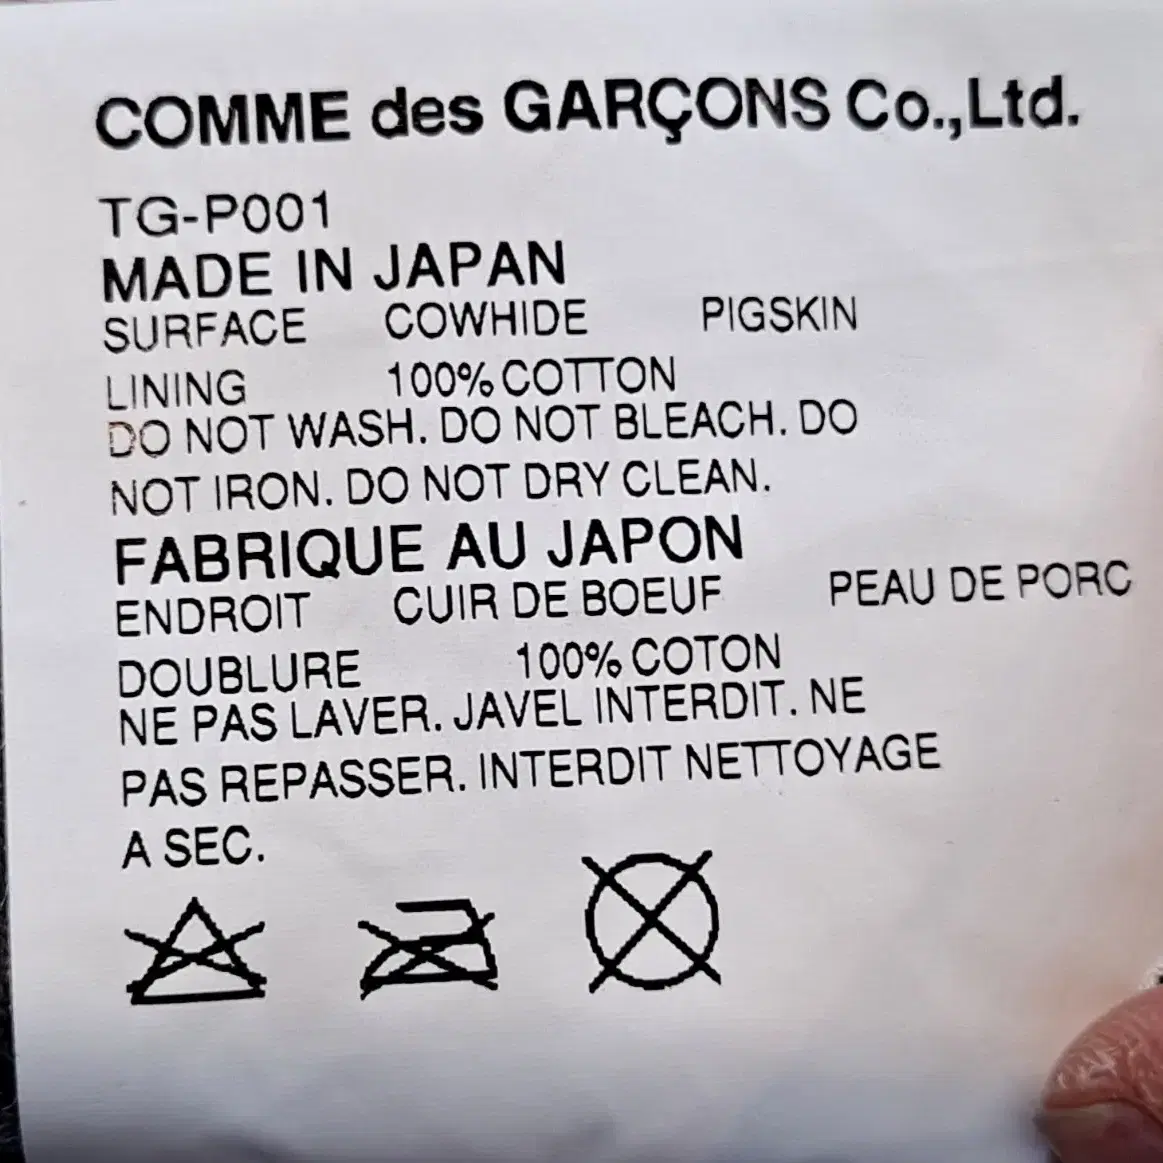 COMME des GARÇONS Co.,Ltd.
TG-P001
MADE IN JAPAN
SURFACE COWHIDE PIGSKIN
LINING 100% COTTON
DO NOT WASH. DO NOT BLEACH. DO
NOT IRON. DO NOT DRY CLEAN.
FABRIQUE AU JAPON
ENDROIT CUIR DE BOEUF PEAU DE PORC
DOUBLURE 100% COTON
NE PAS LAVER. JAVEL INTERDIT. NE
PAS REPASSER. INTERDIT NETTOYAGE
A SEC.